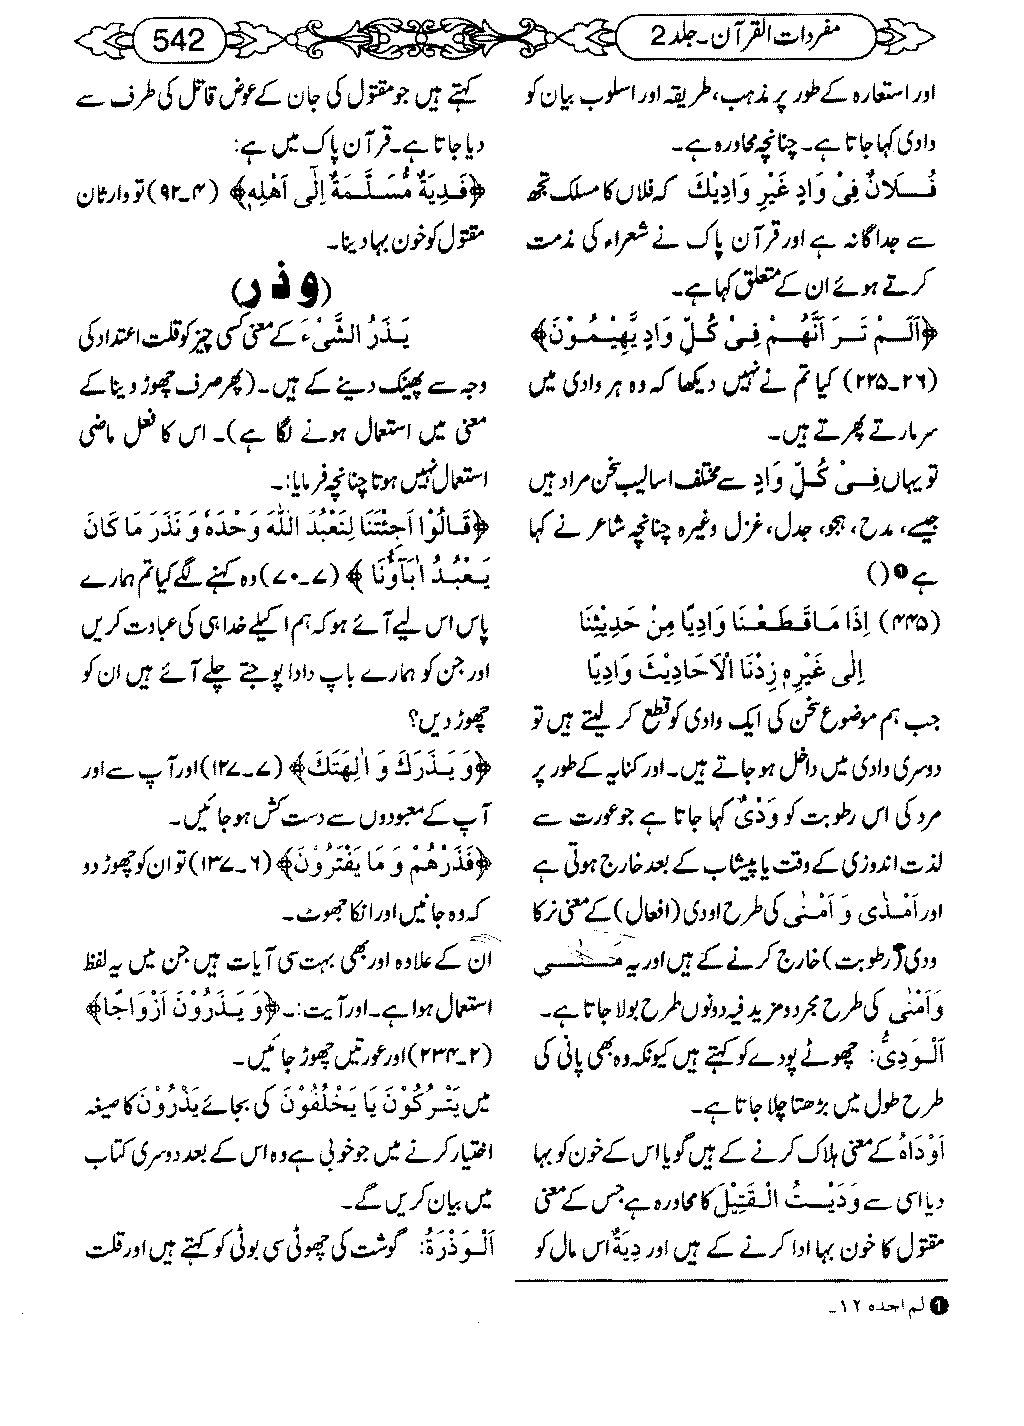 مفردات القرآن۔ جلد 2
542
اور استعارہ کے طور پر مذہب، طریقہ اور اسلوب بیان کو
وادی کہا جاتا ہے۔ چنانچہ محاورہ ہے۔
فُلَانٌ فِیْ وَادٍ غَیْرِ وَادِیْكَ کہ فلاں کا مسلک تجھ
سے جداگانہ ہے اور قرآن پاک نے شعراء کی مذمت
کرتے ہوئے ان کے متعلق کہا ہے۔
﴿اَلَمْ تَرَ اَنَّهُمْ فِیْ كُلِّ وَادٍ یَّهِیْمُوْنَ﴾
(۲۶۔۲۲۵) کیا تم نے نہیں دیکھا کہ وہ ہر وادی میں
سر مارتے پھرتے ہیں۔
تو یہاں فِیْ كُلِّ وَادٍ سے مختلف اسالیب سخن مراد ہیں
جیسے، مدح، ہجو، جدل، غزل وغیرہ چنانچہ شاعر نے کہا
ہے❶ ()
(۴۴۵) اِذَا مَاقَطَعْنَا وَادِیًا مِنْ حَدِیْثِنَا
اِلٰی غَیْرِهٖ زِدْنَا الْاَحَادِیْثَ وَادِیًا
جب ہم موضوع سخن کی ایک وادی کو قطع کر لیتے ہیں تو
دوسری وادی میں داخل ہو جاتے ہیں۔ اور کنایہ کے طور پر
مرد کی اس رطوبت کو وَدْیٌ کہا جاتا ہے جو عورت سے
لذت اندوزی کے وقت یا پیشاب کے بعد خارج ہوتی ہے
اور اَمْذٰی وَ اَمْنٰی کی طرح اودی (افعال) کے معنی نر کا
ودی (رطوبت) خارج کرنے کے ہیں اور یہ مَنٰی
وَاَمْنٰی کی طرح مجرد و مزید فیہ دونوں طرح بولا جاتا ہے۔
اَلْوَدِیُّ: چھوٹے پودے کو کہتے ہیں کیونکہ وہ بھی پانی کی
طرح طول میں بڑھتا چلا جاتا ہے۔
اَوْدَاهُ کے معنی ہلاک کرنے کے ہیں گویا اس کے خون کو بہا
دیا اسی سے وَدَیْتُ الْقَتِیْلَ کا محاورہ ہے جس کے معنی
مقتول کا خون بہا ادا کرنے کے ہیں اور دِیَةٌ اس مال کو
❶ لم اجدہ ۱۲۔
کہتے ہیں جو مقتول کی جان کے عوض قاتل کی طرف سے
دیا جاتا ہے۔ قرآن پاک میں ہے:
﴿فَدِیَةٌ مُّسَلَّمَةٌ اِلٰٓی اَهْلِهٖ﴾ (۴۔۹۲) تو وارثان
مقتول کو خون بہا دینا۔
(وذر)
یَذَرُ الشَّیْءَ کے معنی کسی چیز کو قلت اعتداد کی
وجہ سے پھینک دینے کے ہیں۔ (پھر صرف چھوڑ دینا کے
معنی میں استعمال ہونے لگا ہے)۔ اس کا فعل ماضی
استعمال نہیں ہوتا چنانچہ فرمایا:۔
﴿قَالُوْٓا اَجِئْتَنَا لِنَعْبُدَ اللّٰهَ وَحْدَهٗ وَ نَذَرَ مَا كَانَ
یَعْبُدُ اٰبَآؤُنَا﴾ (۷۔۷۰) وہ کہنے لگے کیا تم ہمارے
پاس اس لیے آئے ہو کہ ہم اکیلے خدا ہی کی عبادت کریں
اور جن کو ہمارے باپ دادا پوجتے چلے آئے ہیں ان کو
چھوڑ دیں؟
﴿وَ یَذَرَكَ وَ اٰلِهَتَكَ﴾ (۷۔۱۲۷) اور آپ سے اور
آپ کے معبودوں سے دست کش ہو جائیں۔
﴿فَذَرْهُمْ وَ مَا یَفْتَرُوْنَ﴾ (۶۔۱۳۷) تو ان کو چھوڑ دو
کہ وہ جانیں اور انکا جھوٹ۔
ان کے علاوہ اور بھی بہت سی آیات ہیں جن میں یہ لفظ
استعمال ہوا ہے۔ اور آیت:۔ ﴿وَ یَذَرُوْنَ اَزْوَاجًا﴾
(۲۔۲۳۴) اور عورتیں چھوڑ جائیں۔
میں یَتْرُكُوْنَ یا یَخْلُفُوْنَ کی بجائے یَذَرُوْنَ کا صیغہ
اختیار کرنے میں جو خوبی ہے وہ اس کے بعد دوسری کتاب
میں بیان کریں گے۔
اَلْوَذْرَةُ: گوشت کی چھوٹی سی بوٹی کو کہتے ہیں اور قلت